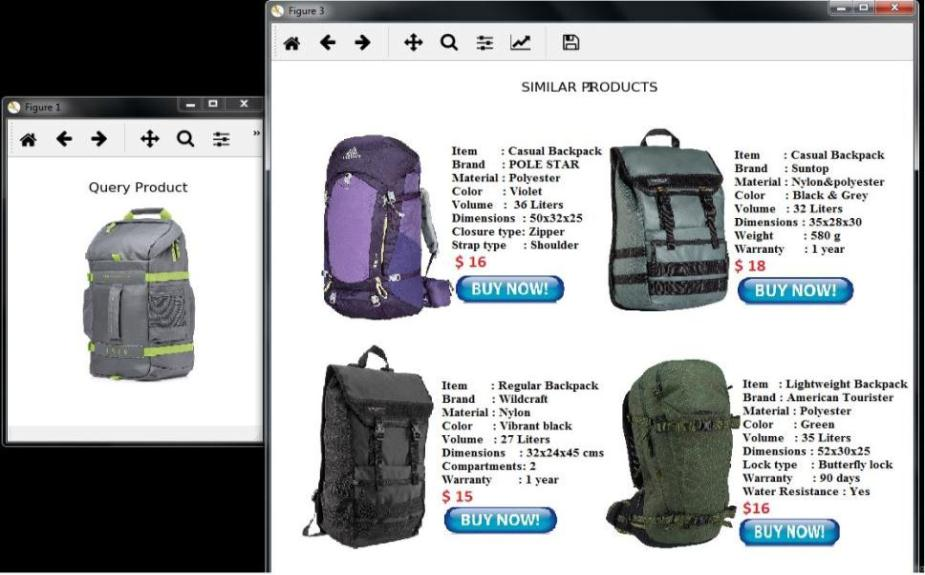 Figure 3
Figure 1
»
Query Product
SIMILAR PRODUCTS
Item : Casual Backpack
Brand : POLE STAR
Material : Polyester
Color : Violet
Volume : 36 Liters
Dimensions : 50x32x25
Closure type: Zipper
Strap type : Shoulder
$ 16
BUY NOW!
Item : Casual Backpack
Brand : Suntop
Material : Nylon&polyester
Color : Black & Grey
Volume : 32 Liters
Dimensions : 35x28x30
Weight : 580 g
Warranty : 1 year
$ 18
BUY NOW!
Item : Regular Backpack
Brand : Wildcraft
Material : Nylon
Color : Vibrant black
Volume : 27 Liters
Dimensions : 32x24x45 cms
Compartments: 2
Warranty : 1 year
$ 15
BUY NOW!
Item : Lightweight Backpack
Brand : American Tourister
Material : Polyester
Color : Green
Volume : 35 Liters
Dimensions : 52x30x25
Lock type : Butterfly lock
Warranty : 90 days
Water Resistance : Yes
$16
BUY NOW!